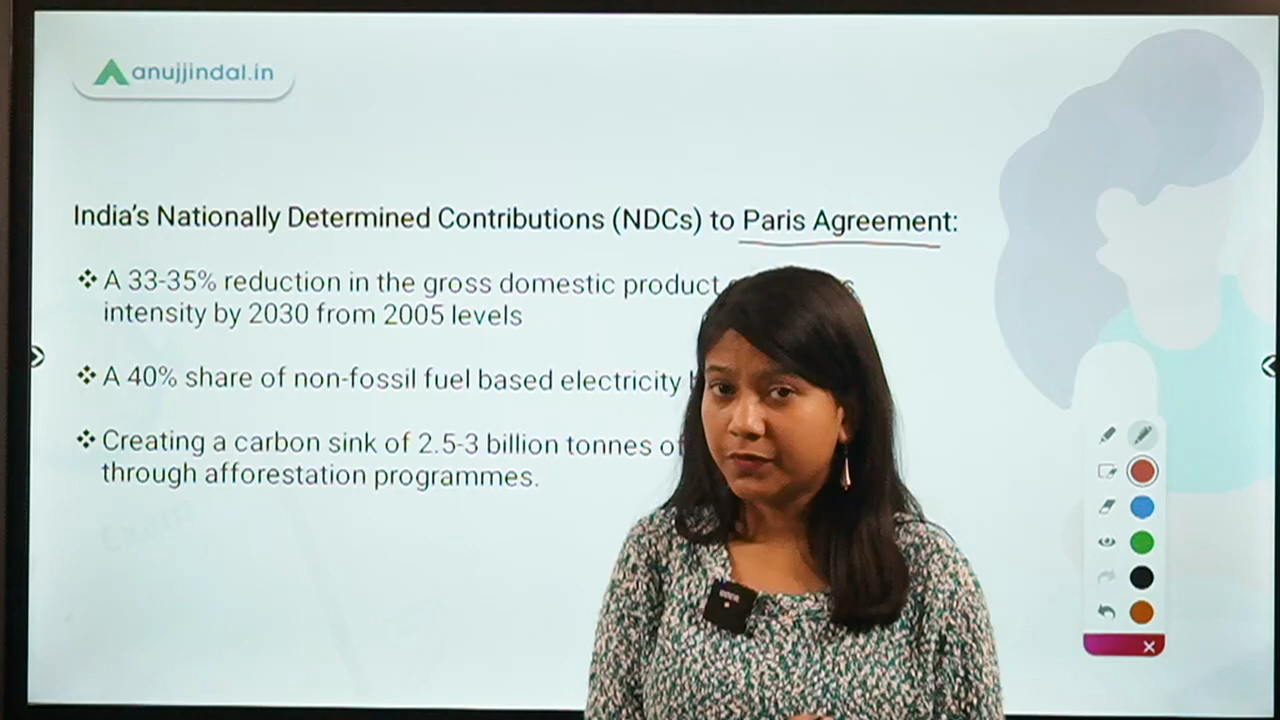 anujjindal.in
India's Nationally Determined Contributions (NDCs) to Paris Agreement:
❖ A 33-35% reduction in the gross domestic product
intensity by 2030 from 2005 levels
❖ A 40% share of non-fossil fuel based electricity
❖ Creating a carbon sink of 2.5-3 billion tonnes of
through afforestation programmes.